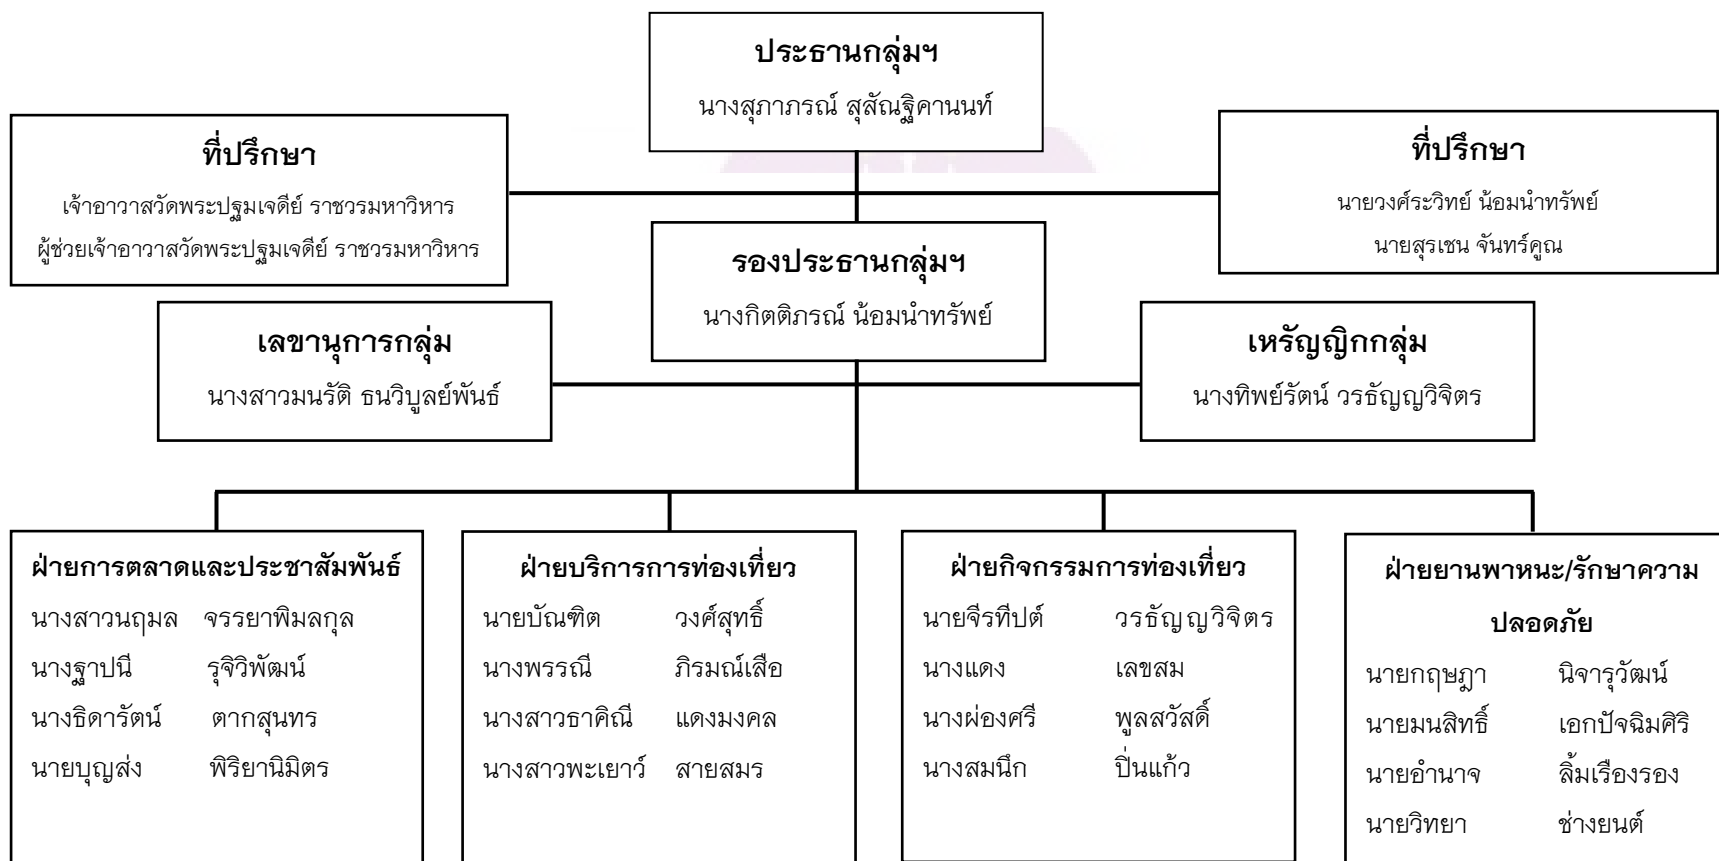 ประธานกลุ่มฯ
นางสุภาภรณ์ สุสัณฐิคานนท์
ที่ปรึกษา
เจ้าอาวาสวัดพระปฐมเจดีย์ ราชวรมหาวิหาร
ผู้ช่วยเจ้าอาวาสวัดพระปฐมเจดีย์ ราชวรมหาวิหาร
ที่ปรึกษา
นายวงศ์ระวิทย์ น้อมนำทรัพย์
นายสุรเชน จันทร์คูณ
รองประธานกลุ่มฯ
นางกิตติภรณ์ น้อมนำทรัพย์
เลขานุการกลุ่ม
นางสาวมนรัติ ธนวิบูลย์พันธ์
เหรัญญิกกลุ่ม
นางทิพย์รัตน์ วรธัญญวิจิตร
ฝ่ายการตลาดและประชาสัมพันธ์
นางสาวนฤมล จรรยาพิมลกุล
นางฐาปนี รุจิวิพัฒน์
นางธิดารัตน์ ตากสุนทร
นายบุญส่ง พิริยานิมิตร
ฝ่ายบริการการท่องเที่ยว
นายบัณฑิต วงศ์สุทธิ์
นางพรรณี ภิรมณ์เสือ
นางสาวธาคิณี แดงมงคล
นางสาวพะเยาว์ สายสมร
ฝ่ายกิจกรรมการท่องเที่ยว
นายจีรทีปต์ วรธัญญวิจิตร
นางแดง เลขสม
นางผ่องศรี พูลสวัสดิ์
นางสมนึก ปิ่นแก้ว
ฝ่ายยานพาหนะ/รักษาความ
ปลอดภัย
นายกฤษฎา นิจารุวัฒน์
นายมนสิทธิ์ เอกปัจฉิมศิริ
นายอำนาจ ลิ้มเรืองรอง
นายวิทยา ช่างยนต์